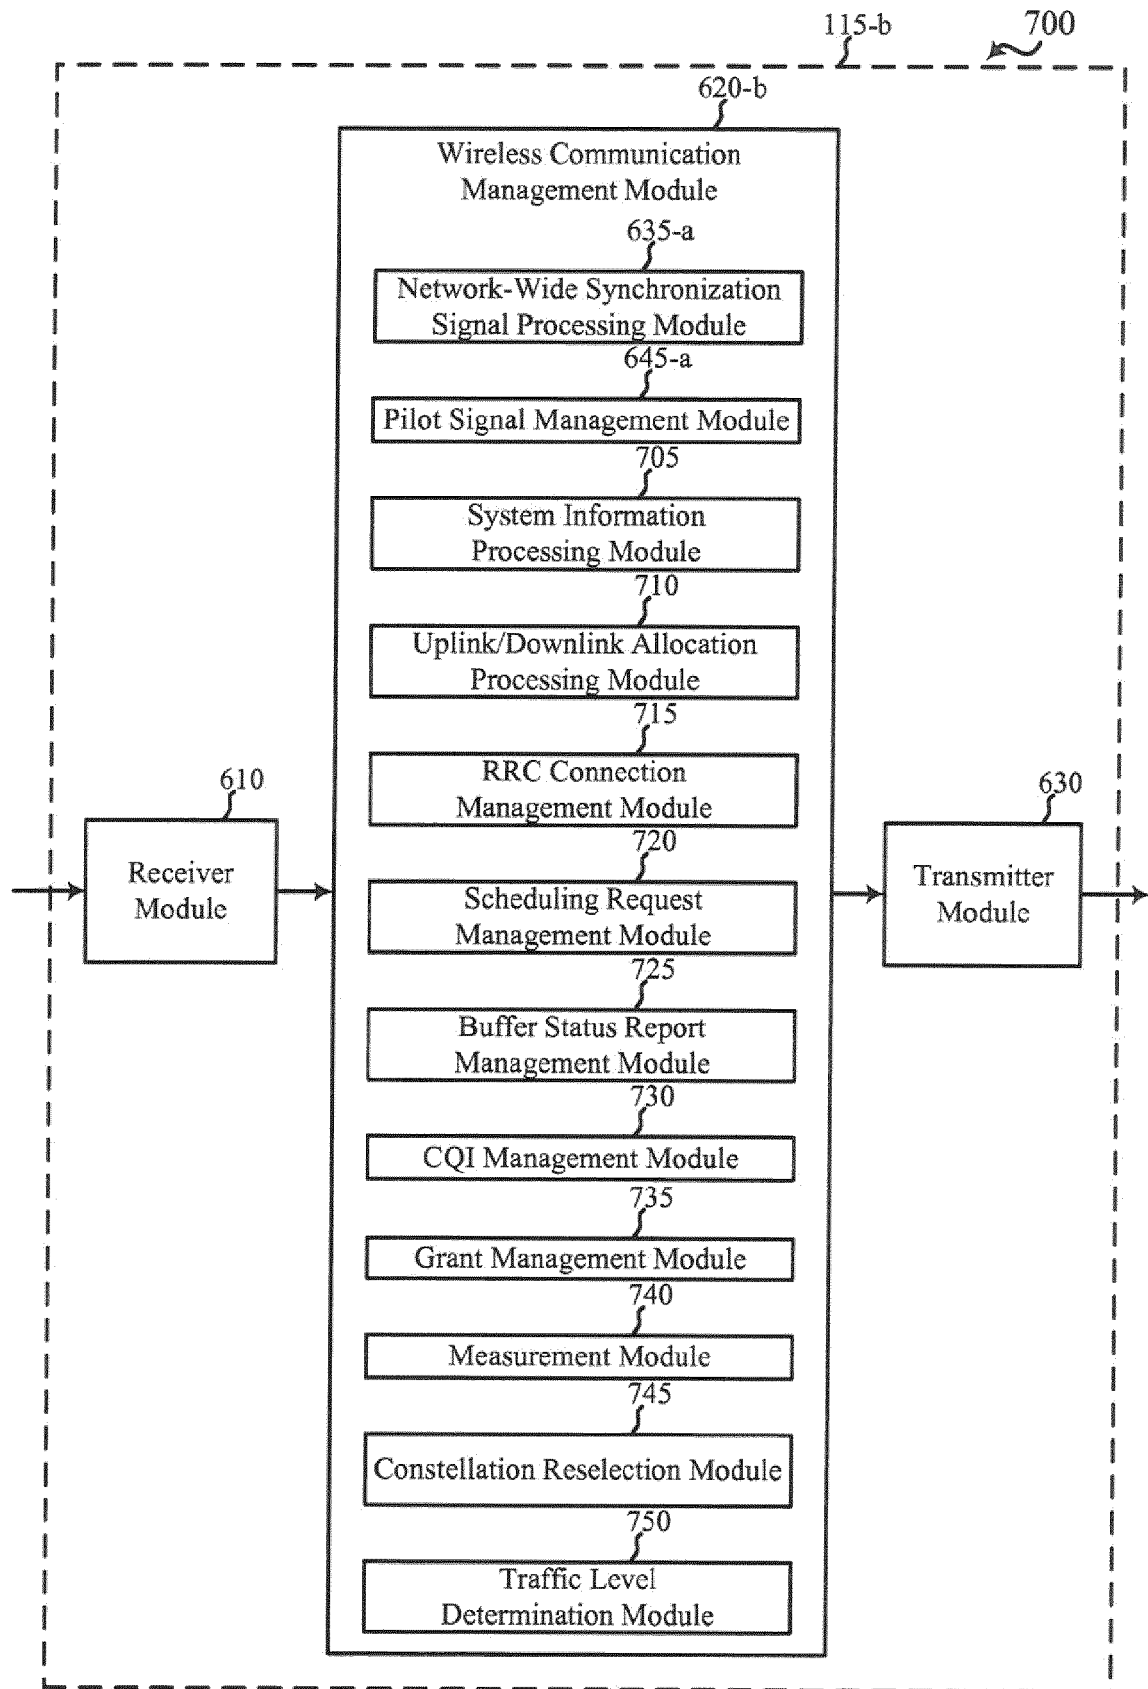 115-b
700
620-b
Wireless Communication
Management Module
635-a
Network-Wide Synchronization
Signal Processing Module
645-a
Pilot Signal Management Module
705
System Information
Processing Module
710
Uplink/Downlink Allocation
Processing Module
715
RRC Connection
Management Module
610
Receiver
Module
630
Transmitter
Module
720
Scheduling Request
Management Module
725
Buffer Status Report
Management Module
730
CQI Management Module
735
Grant Management Module
740
Measurement Module
745
Constellation Reselection Module
750
Traffic Level
Determination Module